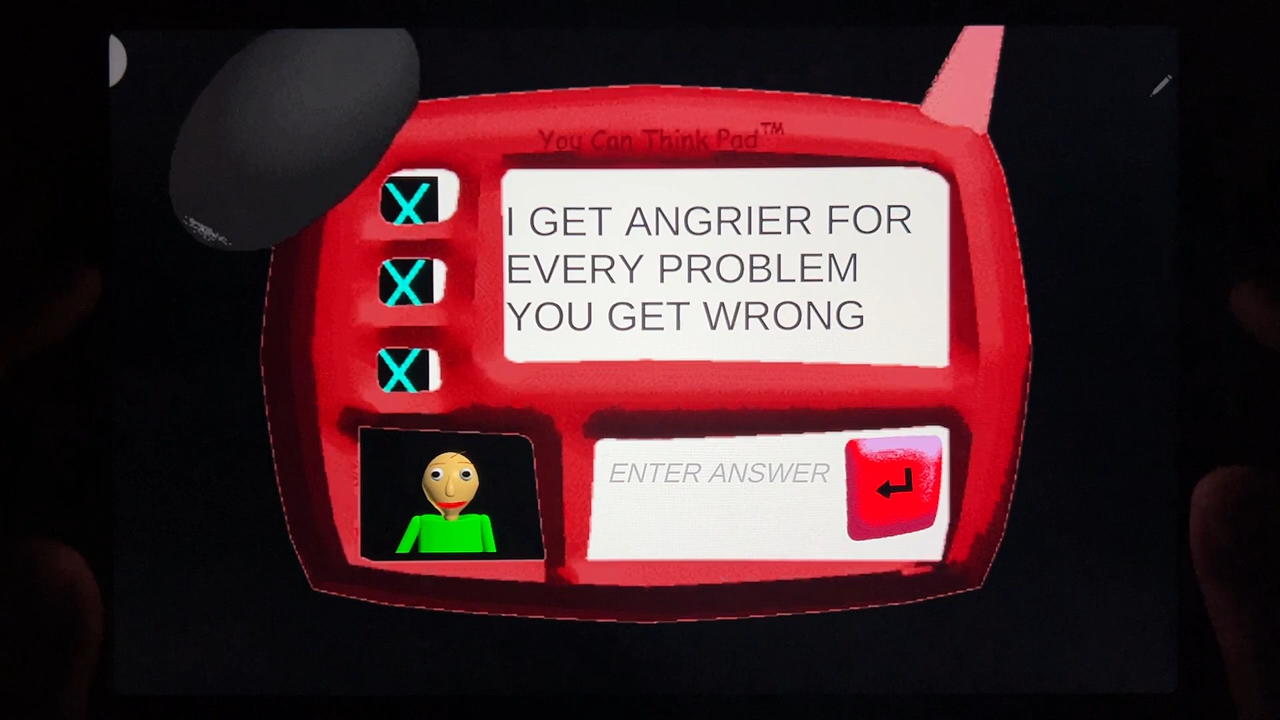 You Can Think Pad™
X
I GET ANGRIER FOR
X
EVERY PROBLEM
YOU GET WRONG
X
ENTER ANSWER